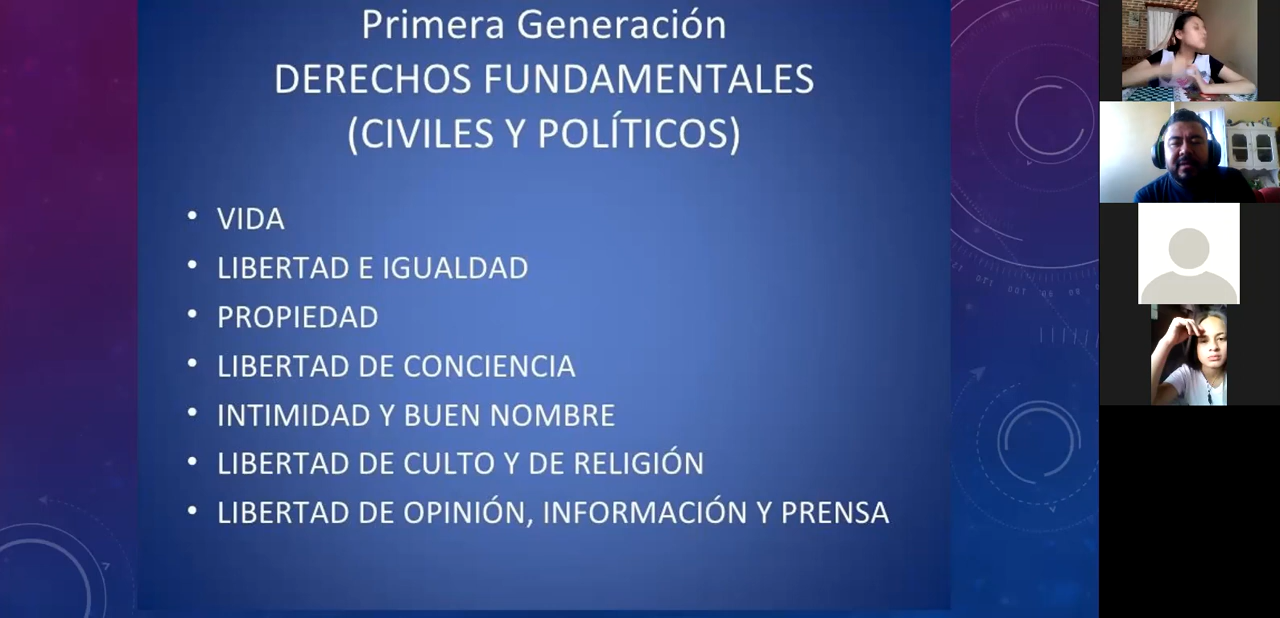 Primera Generación
DERECHOS FUNDAMENTALES
(CIVILES Y POLÍTICOS)
• VIDA
• LIBERTAD E IGUALDAD
• PROPIEDAD
• LIBERTAD DE CONCIENCIA
• INTIMIDAD Y BUEN NOMBRE
• LIBERTAD DE CULTO Y DE RELIGIÓN
• LIBERTAD DE OPINIÓN, INFORMACIÓN Y PRENSA